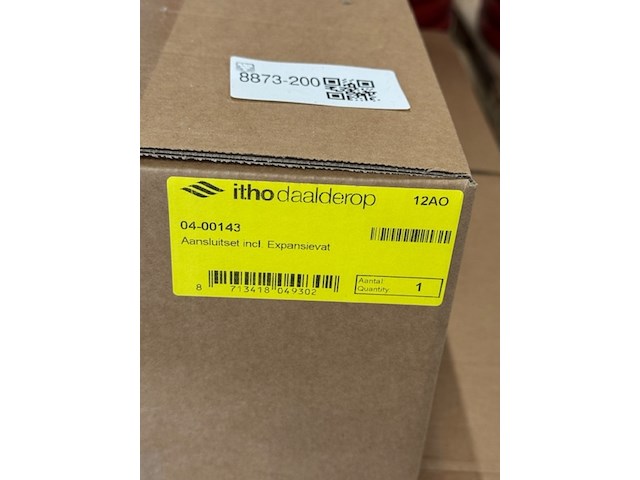 8873-200
itho daalderop
12AO
04-00143
Aansluitset incl. Expansievat
8 713418 049302
Aantal
Quantity:
1